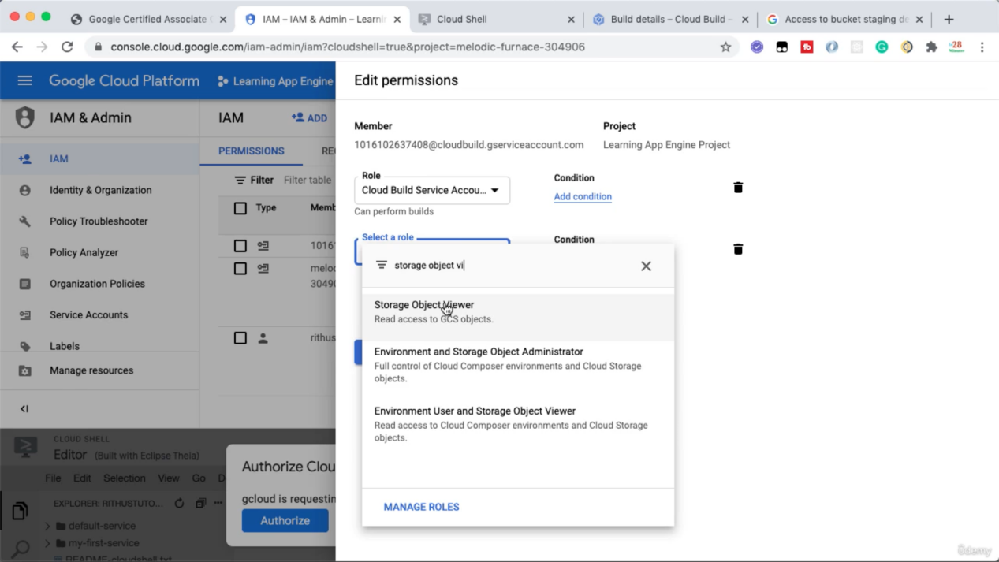 Google Certified Associate
IAM – IAM & Admin – Learnin
Cloud Shell
Build details – Cloud Build –
Access to bucket staging de
console.cloud.google.com/iam-admin/iam?cloudshell=true&project=melodic-furnace-304906
28
Minutes
Google Cloud Platform
Learning App Engine
IAM & Admin
IAM
Identity & Organization
Policy Troubleshooter
Policy Analyzer
Organization Policies
Service Accounts
Labels
Manage resources
IAM
ADD
PERMISSIONS
RE
Filter
Filter table
Type
Memb
1016
melo
3049
rithus
Edit permissions
Member
Project
1016102637408@cloudbuild.gserviceaccount.com
Learning App Engine Project
Role
Cloud Build Service Accou...
Can perform builds
Condition
Add condition
Select a role
Condition
storage object vi
Storage Object Viewer
Read access to GCS objects.
Environment and Storage Object Administrator
Full control of Cloud Composer environments and Cloud Storage
objects.
Environment User and Storage Object Viewer
Read access to Cloud Composer environments and Cloud Storage
objects.
MANAGE ROLES
CLOUD SHELL
Editor (Built with Eclipse Theia)
File Edit Selection View Go D
EXPLORER: RITHUSTUTO...
default-service
my-first-service
README-cloudshell.txt
Authorize Clou
gcloud is requestin
Authorize
ûdemy